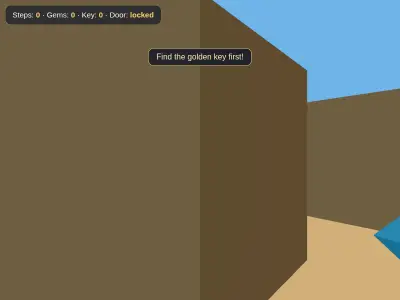 Steps: 0 · Gems: 0 · Key: 0 · Door: locked
Find the golden key first!